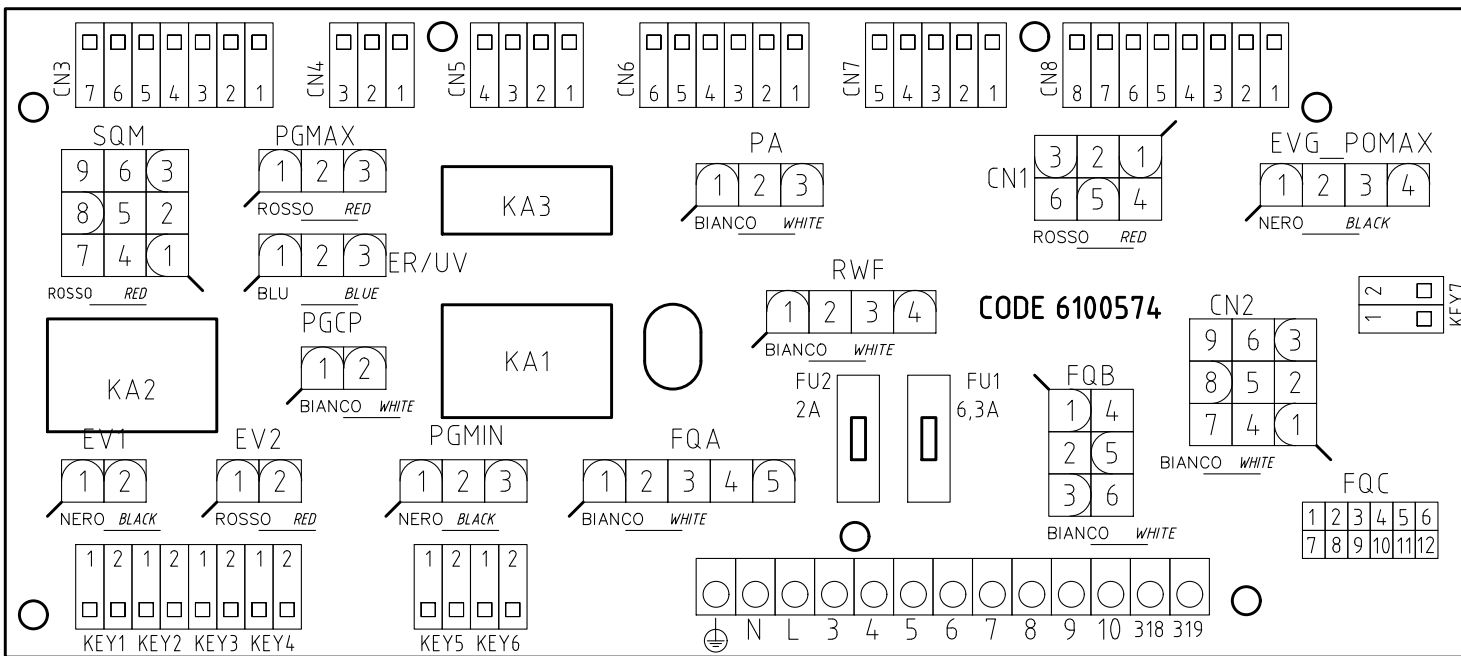 CN3 7 6 5 4 3 2 1
CN4 3 2 1
CN5 4 3 2 1
CN6 6 5 4 3 2 1
CN7 5 4 3 2 1
CN8 8 7 6 5 4 3 2 1
SQM
9 6 3
8 5 2
7 4 1
ROSSO RED
PGMAX
1 2 3
ROSSO RED
1 2 3 ER/UV
BLU BLUE
PGCP
1 2
BIANCO WHITE
KA3
KA1
KA2
PA
1 2 3
BIANCO WHITE
CN1
3 2 1
6 5 4
ROSSO RED
EVG_POMAX
1 2 3 4
NERO BLACK
RWF
1 2 3 4
BIANCO WHITE
CODE 6100574
KEY7
2
1
CN2
9 6 3
8 5 2
7 4 1
BIANCO WHITE
FU2
2A
FU1
6,3A
FQB
1 4
2 5
3 6
BIANCO WHITE
EV1
1 2
NERO BLACK
EV2
1 2
ROSSO RED
PGMIN
1 2 3
NERO BLACK
FQA
1 2 3 4 5
BIANCO WHITE
FQC
1 2 3 4 5 6
7 8 9 10 11 12
1 2 1 2 1 2 1 2
KEY1 KEY2 KEY3 KEY4
1 2 1 2
KEY5 KEY6
N L 3 4 5 6 7 8 9 10 318 319